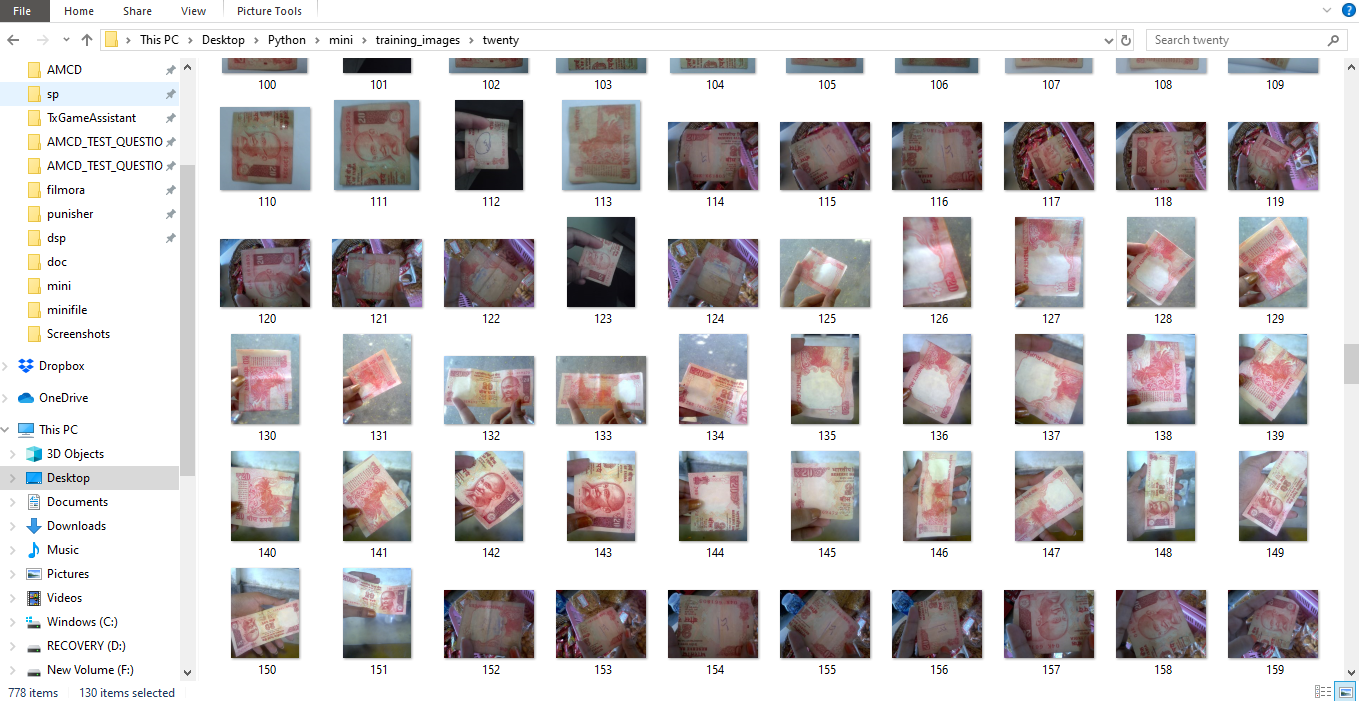 File Home Share View Picture Tools
This PC Desktop Python mini training_images twenty Search twenty
AMCD
sp
TxGameAssistant
AMCD_TEST_QUESTIO
AMCD_TEST_QUESTIO
filmora
punisher
dsp
doc
mini
minifile
Screenshots
Dropbox
OneDrive
This PC
3D Objects
Desktop
Documents
Downloads
Music
Pictures
Videos
Windows (C:)
RECOVERY (D:)
New Volume (F:)
100 101 102 103 104 105 106 107 108 109
110 111 112 113 114 115 116 117 118 119
120 121 122 123 124 125 126 127 128 129
130 131 132 133 134 135 136 137 138 139
140 141 142 143 144 145 146 147 148 149
150 151 152 153 154 155 156 157 158 159
778 items 130 items selected